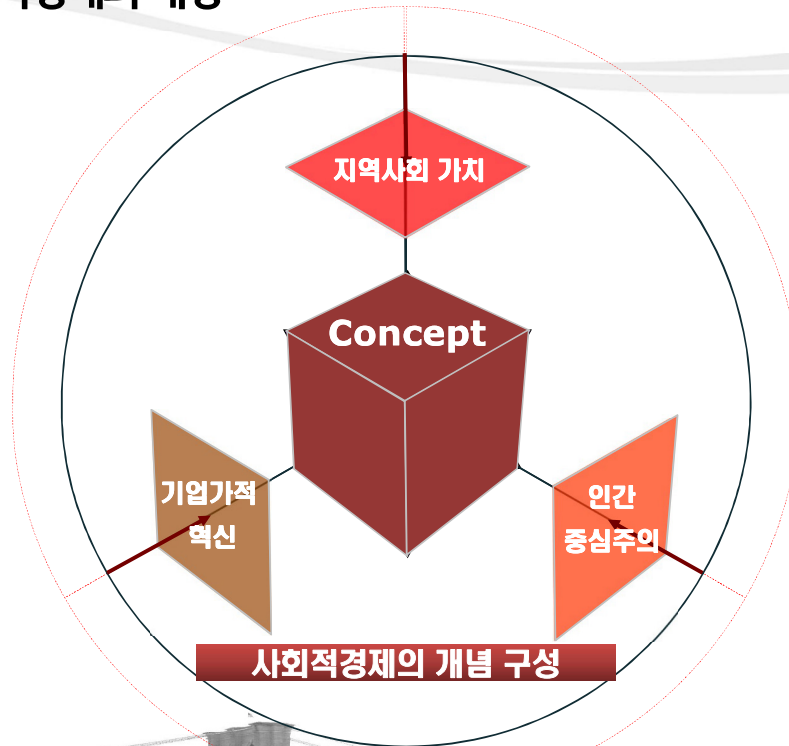 지역사회 가치
Concept
기업가적
혁신
인간
중심주의
사회적경제의 개념 구성